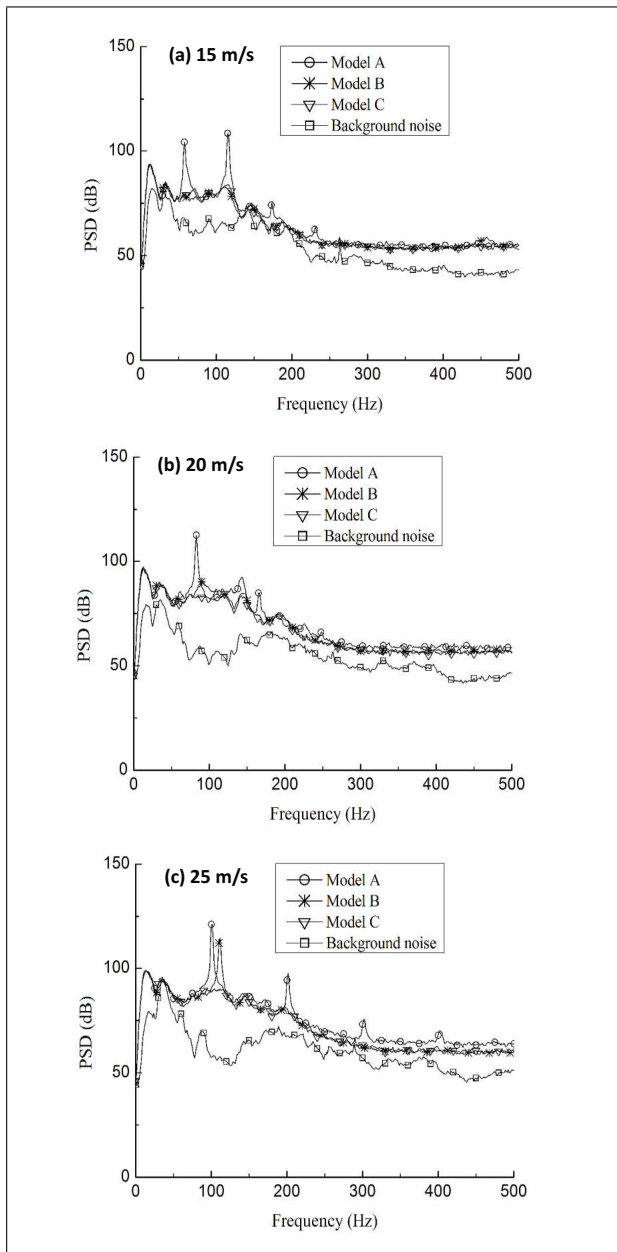 (a) 15 m/s
Model A
Model B
Model C
Background noise
PSD (dB)
150
100
50
0
0 100 200 300 400 500
Frequency (Hz)
(b) 20 m/s
Model A
Model B
Model C
Background noise
PSD (dB)
150
100
50
0
0 100 200 300 400 500
Frequency (Hz)
(c) 25 m/s
Model A
Model B
Model C
Background noise
PSD (dB)
150
100
50
0
0 100 200 300 400 500
Frequency (Hz)